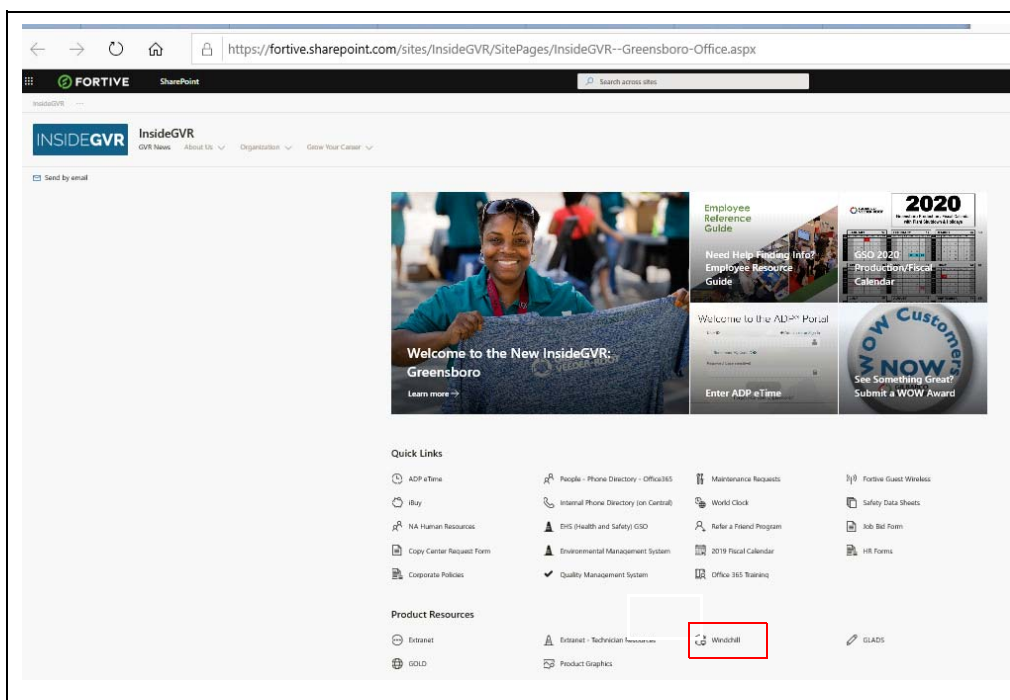 https://fortive.sharepoint.com/sites/InsideGVR/SitePages/InsideGVR--Greensboro-Office.aspx
FORTIVE SharePoint Search across sites
InsideGVR
INSIDEGVR
InsideGVR
GVR News About Us Organization Grow Your Career
Send by email
Welcome to the New InsideGVR: Greensboro
Learn more
Employee
Reference
Guide
Need Help Finding Info?
Employee Resource
Guide
2020
GSO 2020
Production/Fiscal
Calendar
Welcome to the ADP Portal
Enter ADP eTime
WOW Customers
NOW
See Something Great?
Submit a WOW Award
Quick Links
ADP eTime People - Phone Directory - Office365 Maintenance Requests Fortive Guest Wireless
iBuy Internal Phone Directory (on Central) World Clock Safety Data Sheets
NA Human Resources EHS (Health and Safety) GSO Refer a Friend Program Job Bid Form
Copy Center Request Form Environmental Management System 2019 Fiscal Calendar HR Forms
Corporate Policies Quality Management System Office 365 Training
Product Resources
Extranet Extranet - Technician Resources Windchill GLADS
GOLD Product Graphics